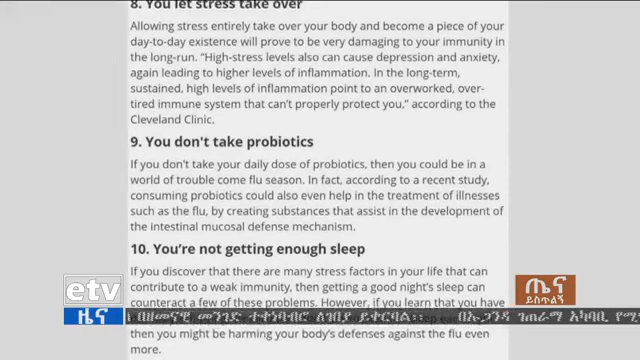 8. You let stress take over
Allowing stress entirely take over your body and become a piece of your
day-to-day existence will prove to be very damaging to your immunity in
the long-run. “High-stress levels also can cause depression and anxiety,
again leading to higher levels of inflammation. In the long-term,
sustained, high levels of inflammation point to an overworked, over-
tired immune system that can’t properly protect you,” according to the
Cleveland Clinic.
9. You don't take probiotics
If you don't take your daily dose of probiotics, then you could be in a
world of trouble come flu season. In fact, according to a recent study,
consuming probiotics could also even help in the treatment of illnesses
such as the flu, by creating substances that assist in the development of
the intestinal mucosal defense mechanism.
10. You’re not getting enough sleep
If you discover that there are many stress factors in your life that can
contribute to a weak immunity, then getting a good night's sleep can
counteract a few of these problems. However, if you learn that you have
then you might be harming your body's defenses against the flu even
more.
etv
ዜና
ጤና
ይስጥልኝ
በዘመናዊ መንገድ ተቀነባብሮ ለገበያ ይቀርባል።
በኡጋንዳ ጠፈራማ አካባቢ